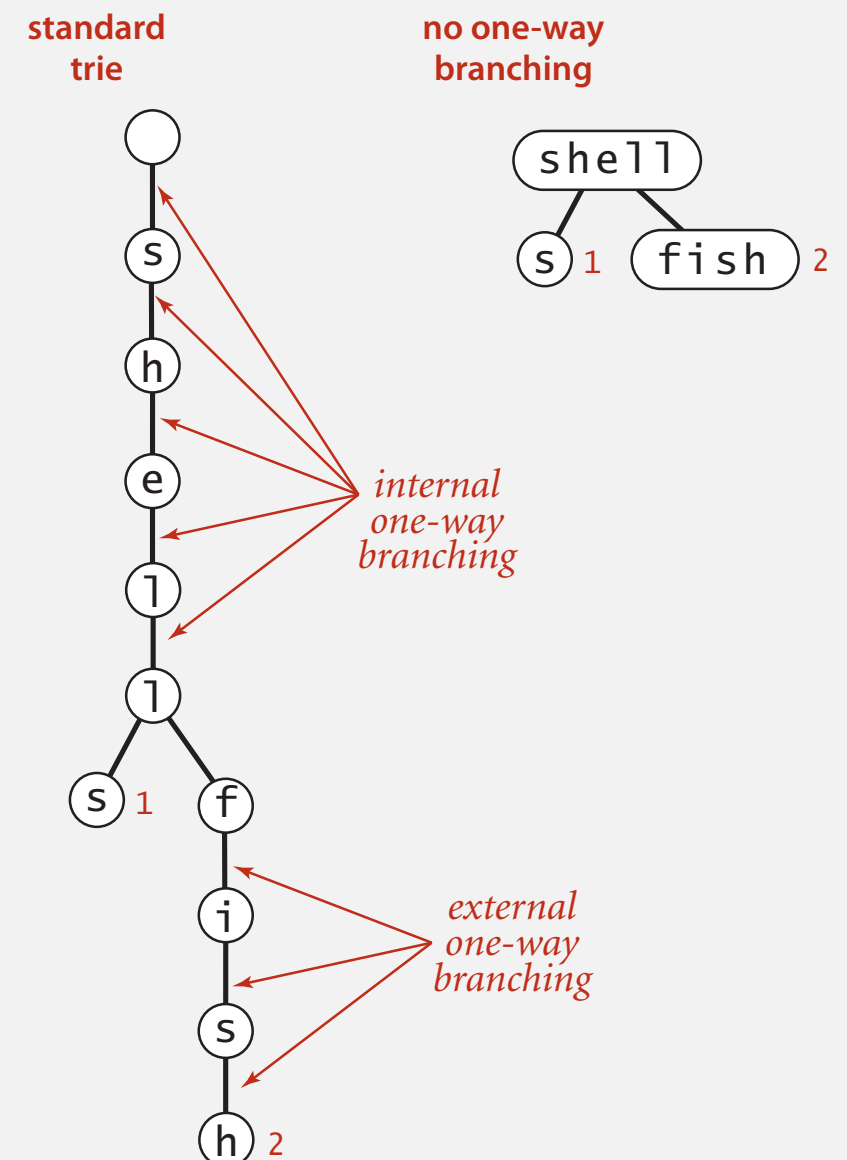 standard
trie
no one-way
branching
shell
s 1 fish 2
s
h
e
internal
one-way
branching
l
l
s 1 f
external
one-way
branching
i
s
h 2